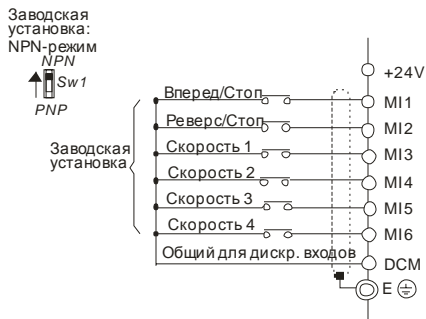 Заводская
установка:
NPN-режим
NPN
Sw1
PNP
+24V
Вперед/Стоп
MI1
Реверс/Стоп
MI2
Заводская
установка
Скорость 1
MI3
Скорость 2
MI4
Скорость 3
MI5
Скорость 4
MI6
Общий для дискр. входов
DCM
E